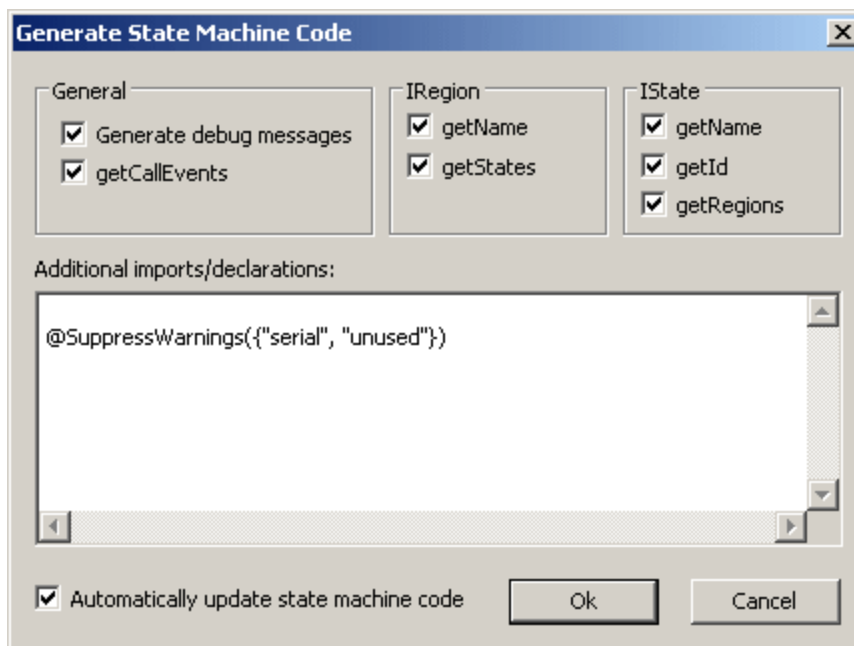 Generate State Machine Code
General
Generate debug messages
getCallEvents
IRegion
getName
getStates
IState
getName
getId
getRegions
Additional imports/declarations:
@SuppressWarnings({"serial", "unused"})
Automatically update state machine code
Ok
Cancel